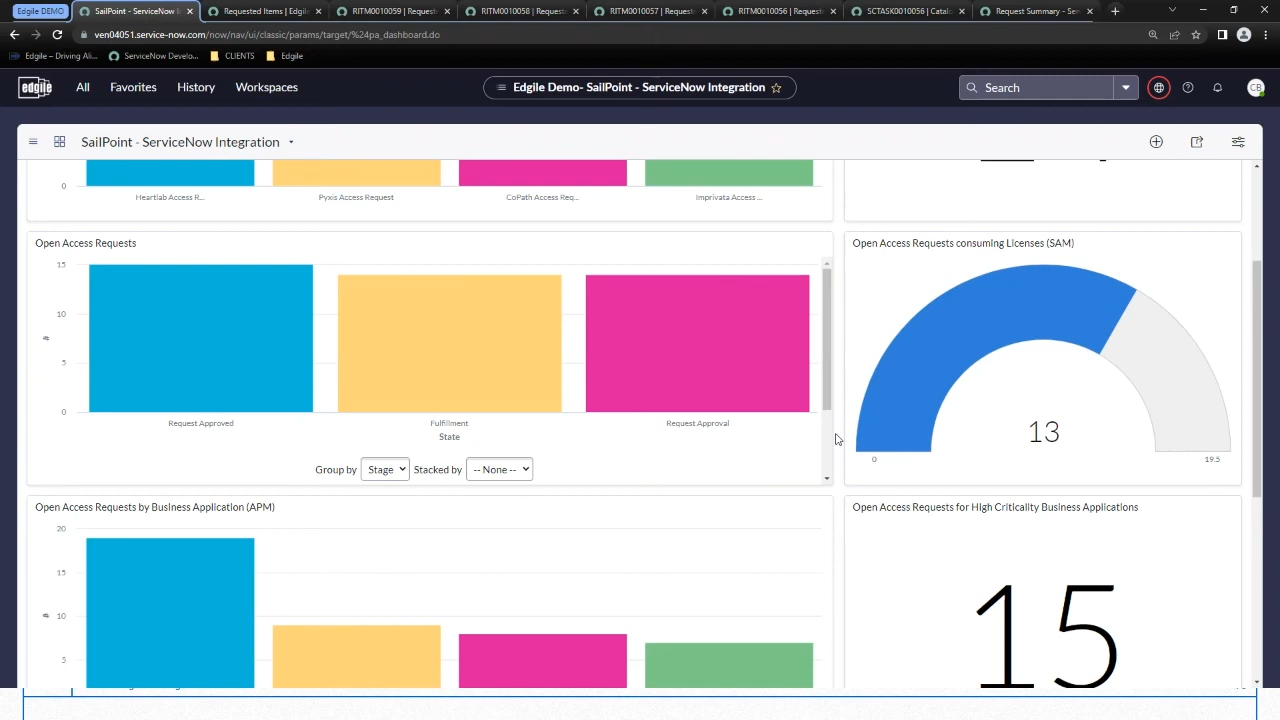 Edgile DEMO
SailPoint - ServiceNow I
Requested Items | Edgil
RITM0010059 | Request
RITM0010058 | Request
RITM0010057 | Request
RITM0010056 | Request
SCTASK0010056 | Catalo
Request Summary - Ser
ven04051.service-now.com/now/nav/ui/classic/params/target/%24pa_dashboard.do
Edgile – Driving Ali...
ServiceNow Develo...
CLIENTS
Edgile
edgile
All
Favorites
History
Workspaces
Edgile Demo- SailPoint - ServiceNow Integration
Search
CB
SailPoint - ServiceNow Integration
0
Heartlab Access R...
Pyxis Access Request
CoPath Access Req...
Imprivata Access ...
Open Access Requests
15
10
5
0
#
Request Approved
Fulfillment
Request Approval
State
Group by
Stage
Stacked by
-- None --
Open Access Requests consuming Licenses (SAM)
13
0
19.5
Open Access Requests by Business Application (APM)
20
15
10
5
#
Open Access Requests for High Criticality Business Applications
15